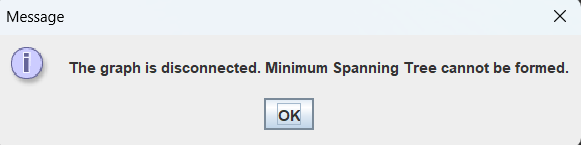 Message
The graph is disconnected. Minimum Spanning Tree cannot be formed.
OK